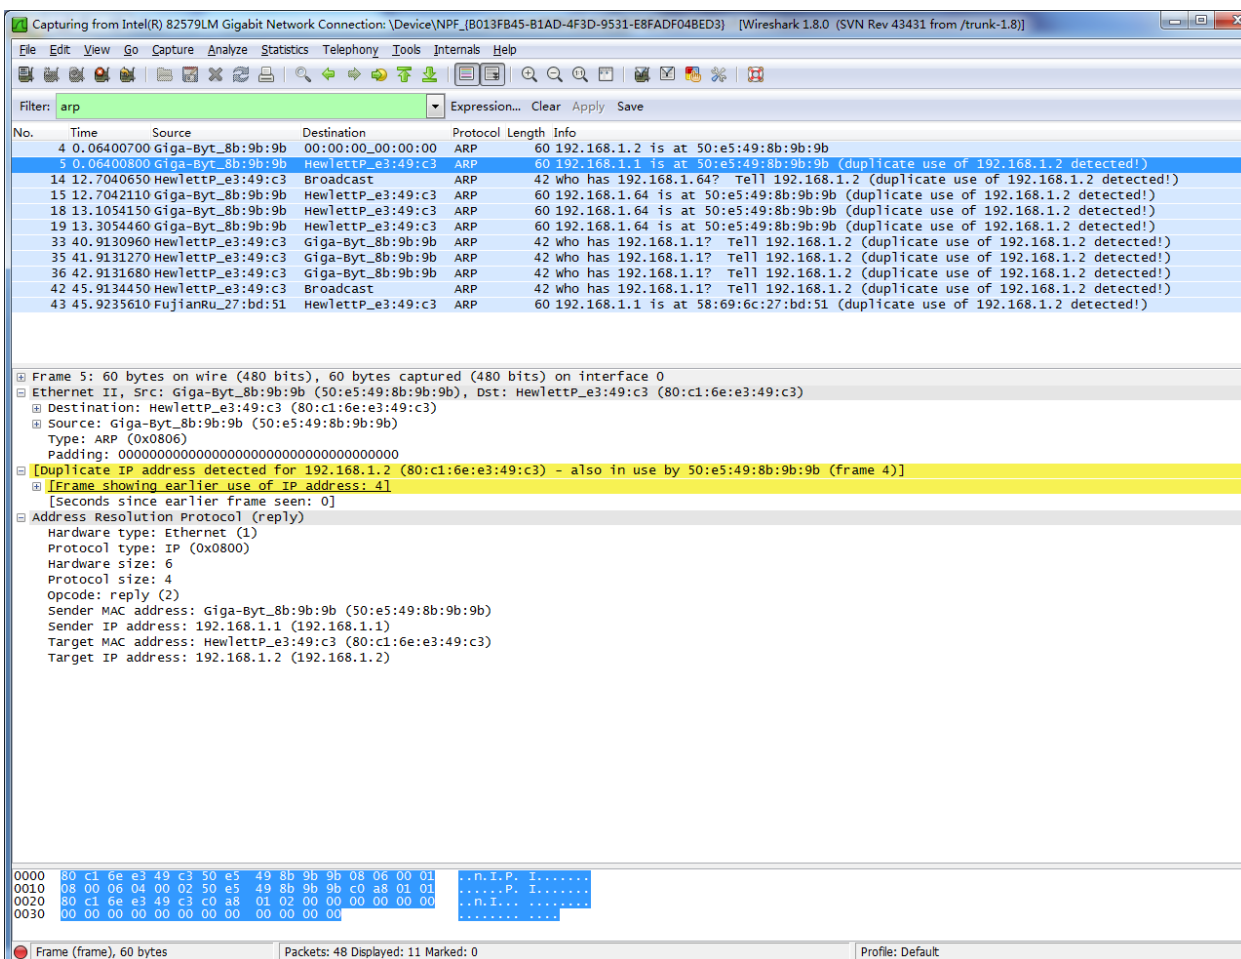 Capturing from Intel(R) 82579LM Gigabit Network Connection: \Device\NPF_{B013FB45-B1AD-4F3D-9531-E8FADF04BED3} [Wireshark 1.8.0 (SVN Rev 43431 from /trunk-1.8)]
File Edit View Go Capture Analyze Statistics Telephony Tools Internals Help
Filter: arp Expression... Clear Apply Save
No. Time Source Destination Protocol Length Info
4 0.06400700 Giga-Byt_8b:9b:9b 00:00:00_00:00:00 ARP 60 192.168.1.2 is at 50:e5:49:8b:9b:9b
5 0.06400800 Giga-Byt_8b:9b:9b HewlettP_e3:49:c3 ARP 60 192.168.1.1 is at 50:e5:49:8b:9b:9b (duplicate use of 192.168.1.2 detected!)
14 12.7040650 HewlettP_e3:49:c3 Broadcast ARP 42 Who has 192.168.1.64? Tell 192.168.1.2 (duplicate use of 192.168.1.2 detected!)
15 12.7042110 Giga-Byt_8b:9b:9b HewlettP_e3:49:c3 ARP 60 192.168.1.64 is at 50:e5:49:8b:9b:9b (duplicate use of 192.168.1.2 detected!)
18 13.1054150 Giga-Byt_8b:9b:9b HewlettP_e3:49:c3 ARP 60 192.168.1.64 is at 50:e5:49:8b:9b:9b (duplicate use of 192.168.1.2 detected!)
19 13.3054460 Giga-Byt_8b:9b:9b HewlettP_e3:49:c3 ARP 60 192.168.1.64 is at 50:e5:49:8b:9b:9b (duplicate use of 192.168.1.2 detected!)
33 40.9130960 HewlettP_e3:49:c3 Giga-Byt_8b:9b:9b ARP 42 Who has 192.168.1.1? Tell 192.168.1.2 (duplicate use of 192.168.1.2 detected!)
35 41.9131270 HewlettP_e3:49:c3 Giga-Byt_8b:9b:9b ARP 42 Who has 192.168.1.1? Tell 192.168.1.2 (duplicate use of 192.168.1.2 detected!)
36 42.9131680 HewlettP_e3:49:c3 Giga-Byt_8b:9b:9b ARP 42 Who has 192.168.1.1? Tell 192.168.1.2 (duplicate use of 192.168.1.2 detected!)
42 45.9134450 HewlettP_e3:49:c3 Broadcast ARP 42 Who has 192.168.1.1? Tell 192.168.1.2 (duplicate use of 192.168.1.2 detected!)
43 45.9235610 FujianRu_27:bd:51 HewlettP_e3:49:c3 ARP 60 192.168.1.1 is at 58:69:6c:27:bd:51 (duplicate use of 192.168.1.2 detected!)
Frame 5: 60 bytes on wire (480 bits), 60 bytes captured (480 bits) on interface 0
Ethernet II, Src: Giga-Byt_8b:9b:9b (50:e5:49:8b:9b:9b), Dst: HewlettP_e3:49:c3 (80:c1:6e:e3:49:c3)
Destination: HewlettP_e3:49:c3 (80:c1:6e:e3:49:c3)
Source: Giga-Byt_8b:9b:9b (50:e5:49:8b:9b:9b)
Type: ARP (0x0806)
Padding: 000000000000000000000000000000000000
[Duplicate IP address detected for 192.168.1.2 (80:c1:6e:e3:49:c3) - also in use by 50:e5:49:8b:9b:9b (frame 4)]
[Frame showing earlier use of IP address: 4]
[Seconds since earlier frame seen: 0]
Address Resolution Protocol (reply)
Hardware type: Ethernet (1)
Protocol type: IP (0x0800)
Hardware size: 6
Protocol size: 4
Opcode: reply (2)
Sender MAC address: Giga-Byt_8b:9b:9b (50:e5:49:8b:9b:9b)
Sender IP address: 192.168.1.1 (192.168.1.1)
Target MAC address: HewlettP_e3:49:c3 (80:c1:6e:e3:49:c3)
Target IP address: 192.168.1.2 (192.168.1.2)
0000 80 c1 6e e3 49 c3 50 e5 49 8b 9b 9b 08 06 00 01 ..n.I.P. I.......
0010 08 00 06 04 00 02 50 e5 49 8b 9b 9b c0 a8 01 01 ......P. I.......
0020 80 c1 6e e3 49 c3 c0 a8 01 02 00 00 00 00 00 00 ..n.I... ........
0030 00 00 00 00 00 00 00 00 00 00 00 00 ........ ....
Frame (frame), 60 bytes Packets: 48 Displayed: 11 Marked: 0 Profile: Default